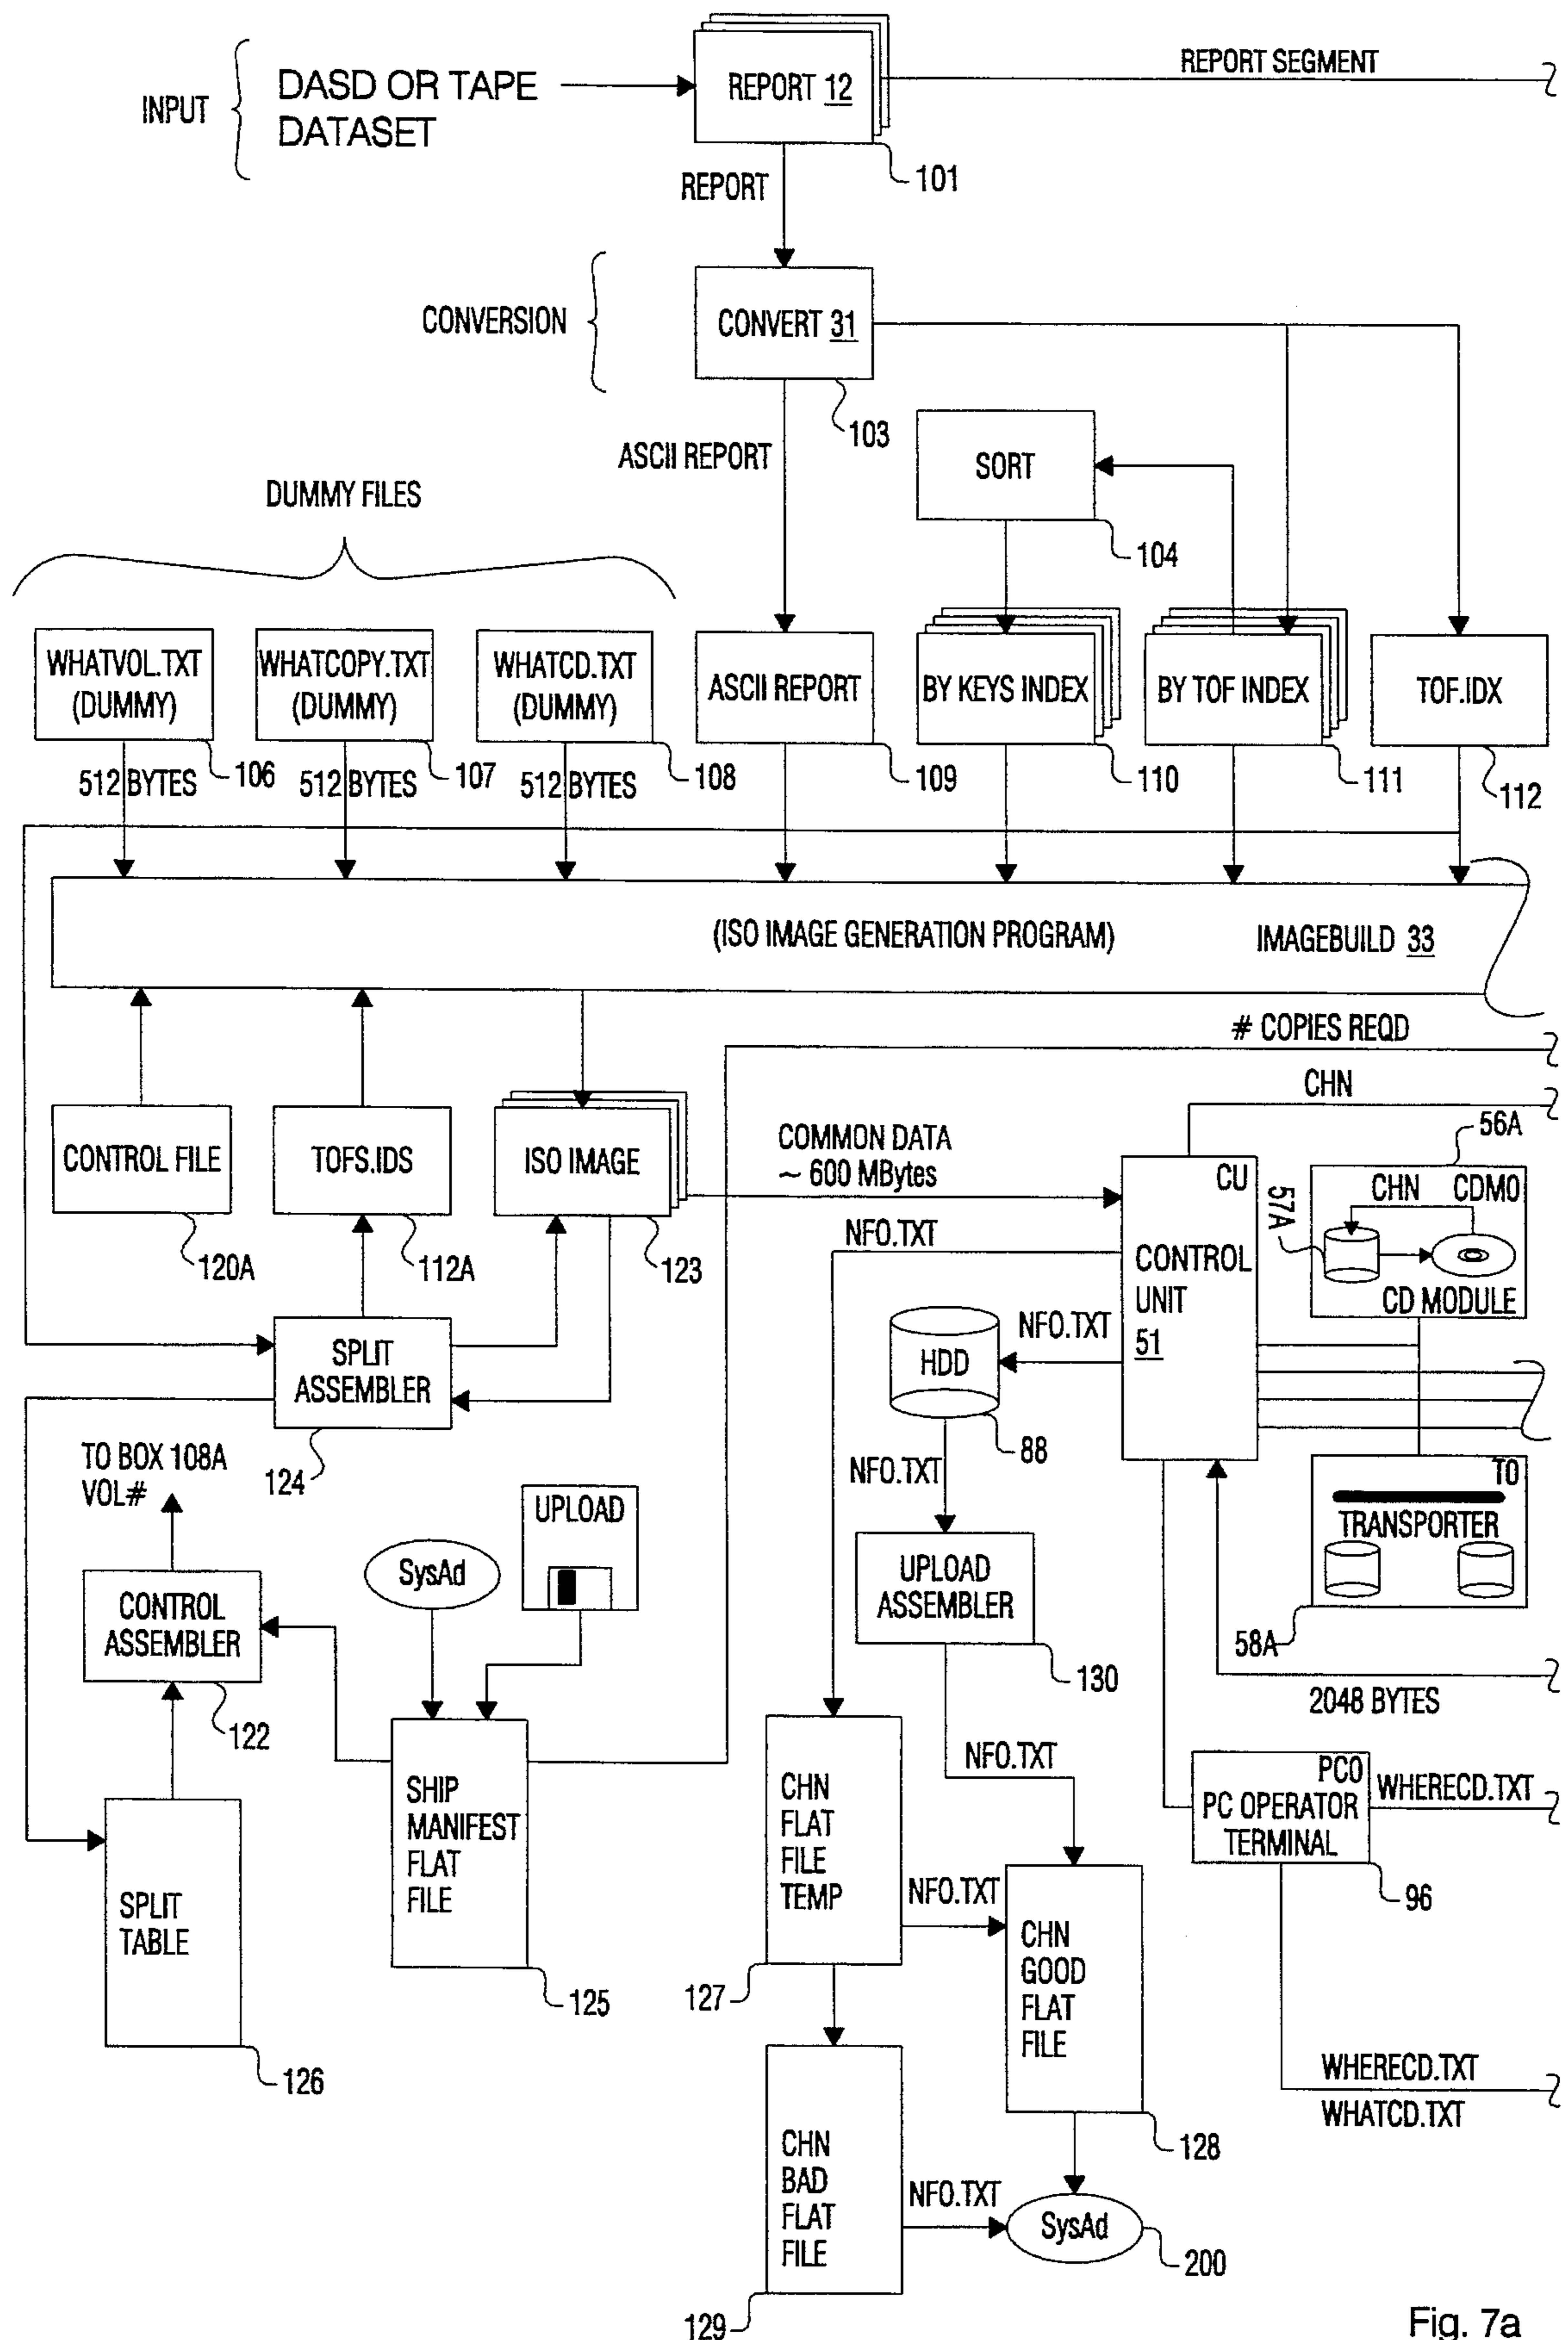 INPUT
DASD OR TAPE
DATASET
REPORT 12
REPORT SEGMENT
101
REPORT
CONVERSION
CONVERT 31
103
ASCII REPORT
SORT
104
DUMMY FILES
WHATVOL.TXT
(DUMMY)
106
WHATCOPY.TXT
(DUMMY)
107
WHATCD.TXT
(DUMMY)
108
ASCII REPORT
109
BY KEYS INDEX
110
BY TOF INDEX
111
TOF.IDX
112
512 BYTES
512 BYTES
512 BYTES
(ISO IMAGE GENERATION PROGRAM)
IMAGEBUILD 33
# COPIES REQD
CHN
CONTROL FILE
120A
TOFS.IDS
112A
ISO IMAGE
123
COMMON DATA
~ 600 MBytes
CU
CONTROL
UNIT
51
56A
CHN
CDM0
57A
CD MODULE
NFO.TXT
HDD
NFO.TXT
88
SPLIT
ASSEMBLER
124
TO BOX 108A
VOL#
NFO.TXT
T0
TRANSPORTER
58A
UPLOAD
SysAd
CONTROL
ASSEMBLER
122
UPLOAD
ASSEMBLER
130
2048 BYTES
SHIP
MANIFEST
FLAT
FILE
125
SPLIT
TABLE
126
NFO.TXT
CHN
FLAT
FILE
TEMP
127
NFO.TXT
CHN
GOOD
FLAT
FILE
128
PC0
PC OPERATOR
TERMINAL
96
WHERECD.TXT
WHERECD.TXT
WHATCD.TXT
CHN
BAD
FLAT
FILE
129
NFO.TXT
SysAd
200
Fig. 7a